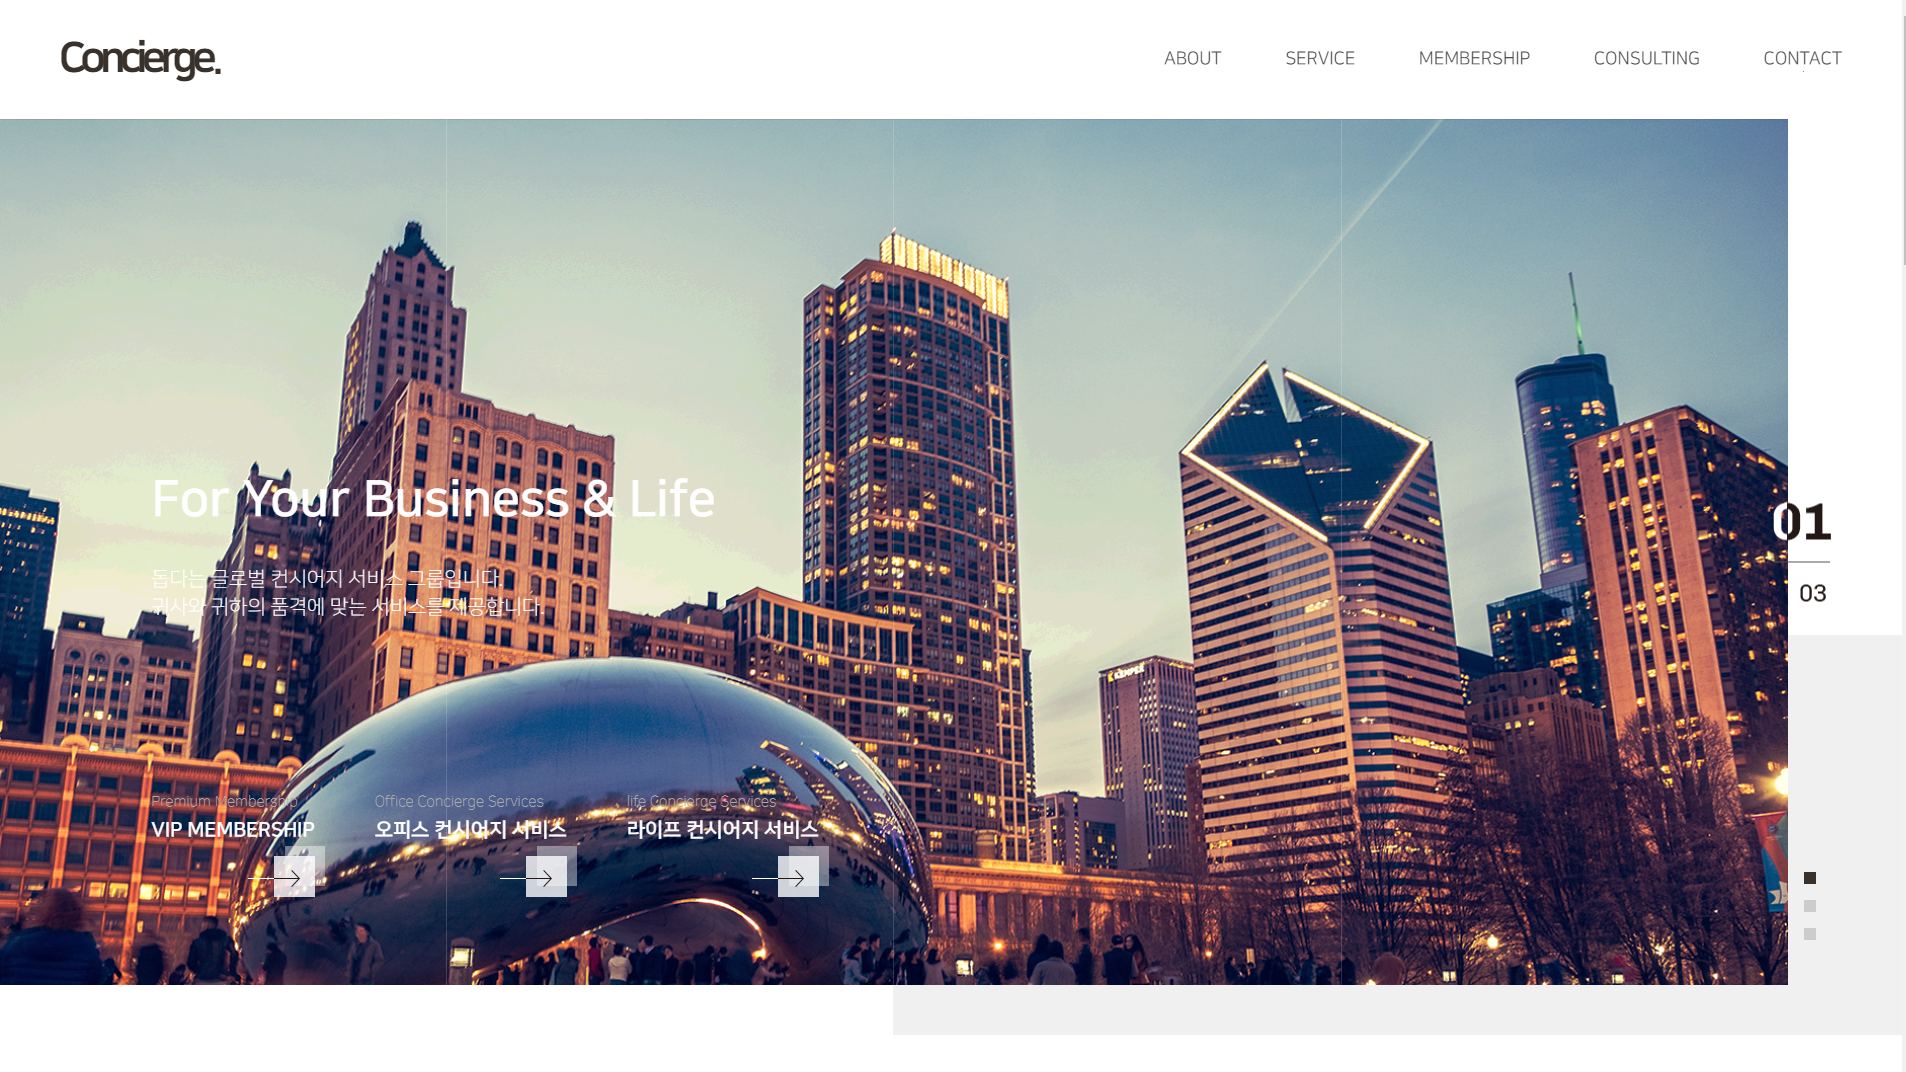 Concierge.
ABOUT
SERVICE
MEMBERSHIP
CONSULTING
CONTACT
For Your Business & Life
돕다는 글로벌 컨시어지 서비스 그룹입니다.
귀사와 귀하의 품격에 맞는 서비스를 제공합니다.
01
03
Premium Membership
VIP MEMBERSHIP
Office Concierge Services
오피스 컨시어지 서비스
life Concierge Services
라이프 컨시어지 서비스
KEMPER